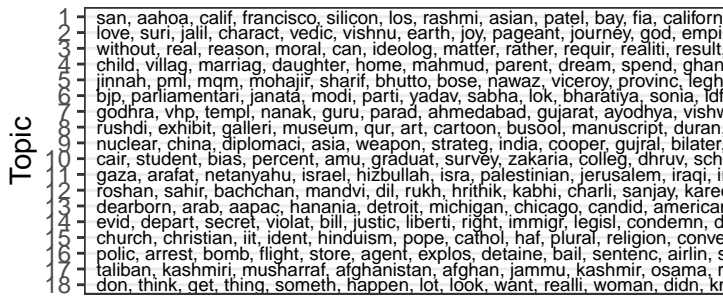 Topic
1 san, aahoa, calif, francisco, silicon, los, rashmi, asian, patel, bay, fia, californ
2 love, suri, jalil, charact, vedic, vishnu, earth, joy, pageant, journey, god, empi
3 without, real, reason, moral, can, ideolog, matter, rather, requir, realiti, result,
4 child, villag, marriag, daughter, home, mahmud, parent, dream, spend, ghan
5 jinnah, pml, mqm, mohajir, sharif, bhutto, bose, nawaz, viceroy, provinc, legh
6 bjp, parliamentari, janata, modi, parti, yadav, sabha, lok, bharatiya, sonia, ldf
7 godhra, vhp, templ, nanak, guru, parad, ahmedabad, gujarat, ayodhya, vishw
8 rushdi, exhibit, galleri, museum, qur, art, cartoon, busool, manuscript, duran
9 nuclear, china, diplomaci, asia, weapon, strateg, india, cooper, gujral, bilater,
10 cair, student, bias, percent, amu, graduat, survey, zakaria, colleg, dhruv, sch
11 gaza, arafat, netanyahu, israel, hizbullah, isra, palestinian, jerusalem, iraqi, ir
12 roshan, sahir, bachchan, mandvi, dil, rukh, hrithik, kabhi, charli, sanjay, karee
13 dearborn, arab, aapac, hanania, detroit, michigan, chicago, candid, american
14 evid, depart, secret, violat, bill, justic, liberti, right, immigr, legisl, condemn, d
15 church, christian, iit, ident, hinduism, pope, cathol, haf, plural, religion, conve
16 polic, arrest, bomb, flight, store, agent, explos, detaine, bail, sentenc, airlin, s
17 taliban, kashmiri, musharraf, afghanistan, afghan, jammu, kashmir, osama, r
18 don, think, get, thing, someth, happen, lot, look, want, realli, woman, didn, kr